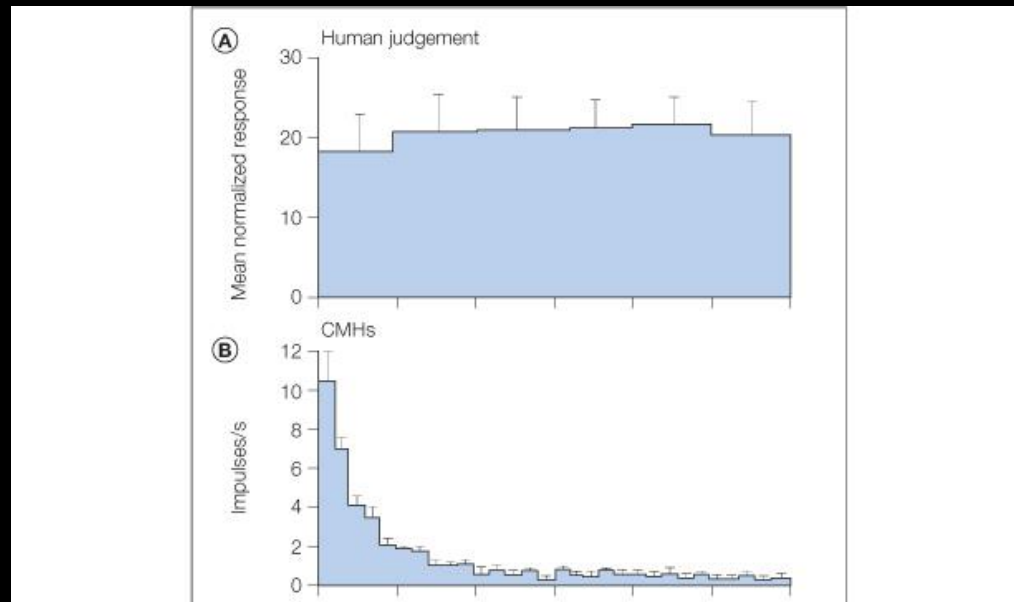 A
Human judgement
Mean normalized response
30
20
10
0
B
CMHs
Impulses/s
12
10
8
6
4
2
0